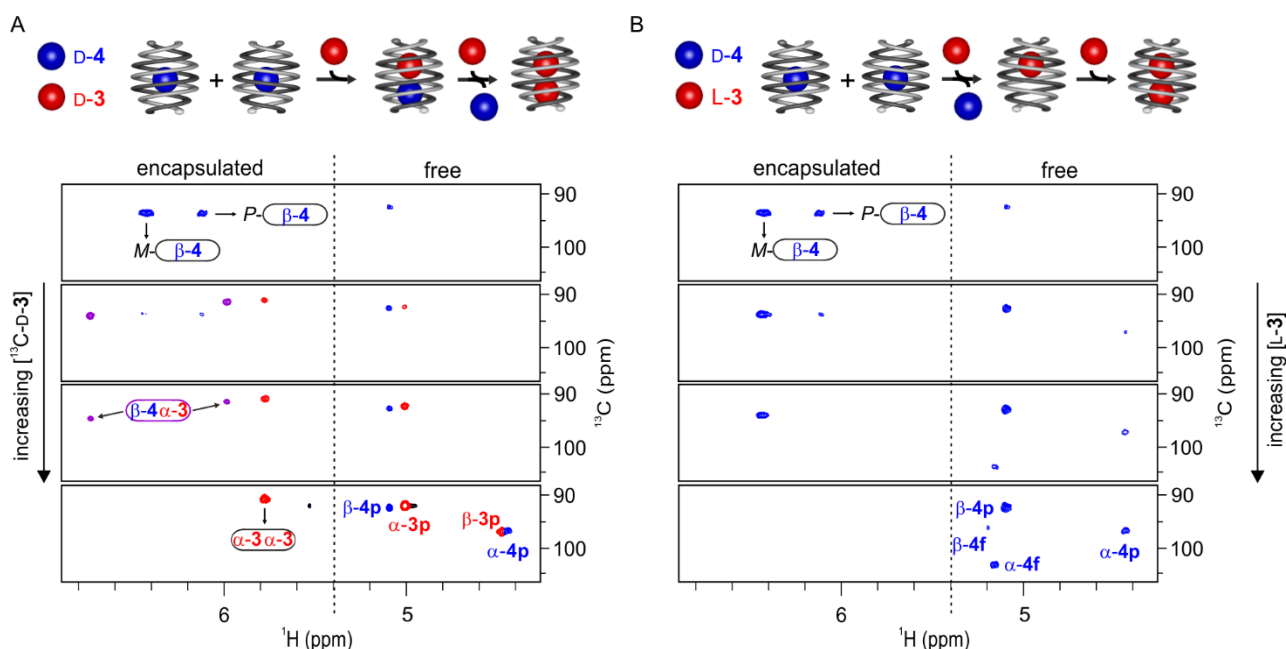 A
D-4
D-3
+
encapsulated
free
P-β-4
M-β-4
90
100
90
100
β-4 α-3
90
100
α-3 α-3
β-4p
α-3p
β-3p
α-4p
90
100
increasing [¹³C-D-3]
¹³C (ppm)
6
5
¹H (ppm)
B
D-4
L-3
+
encapsulated
free
P-β-4
M-β-4
90
100
90
100
90
100
β-4p
β-4f
α-4f
α-4p
90
100
¹³C (ppm)
increasing [L-3]
6
5
¹H (ppm)